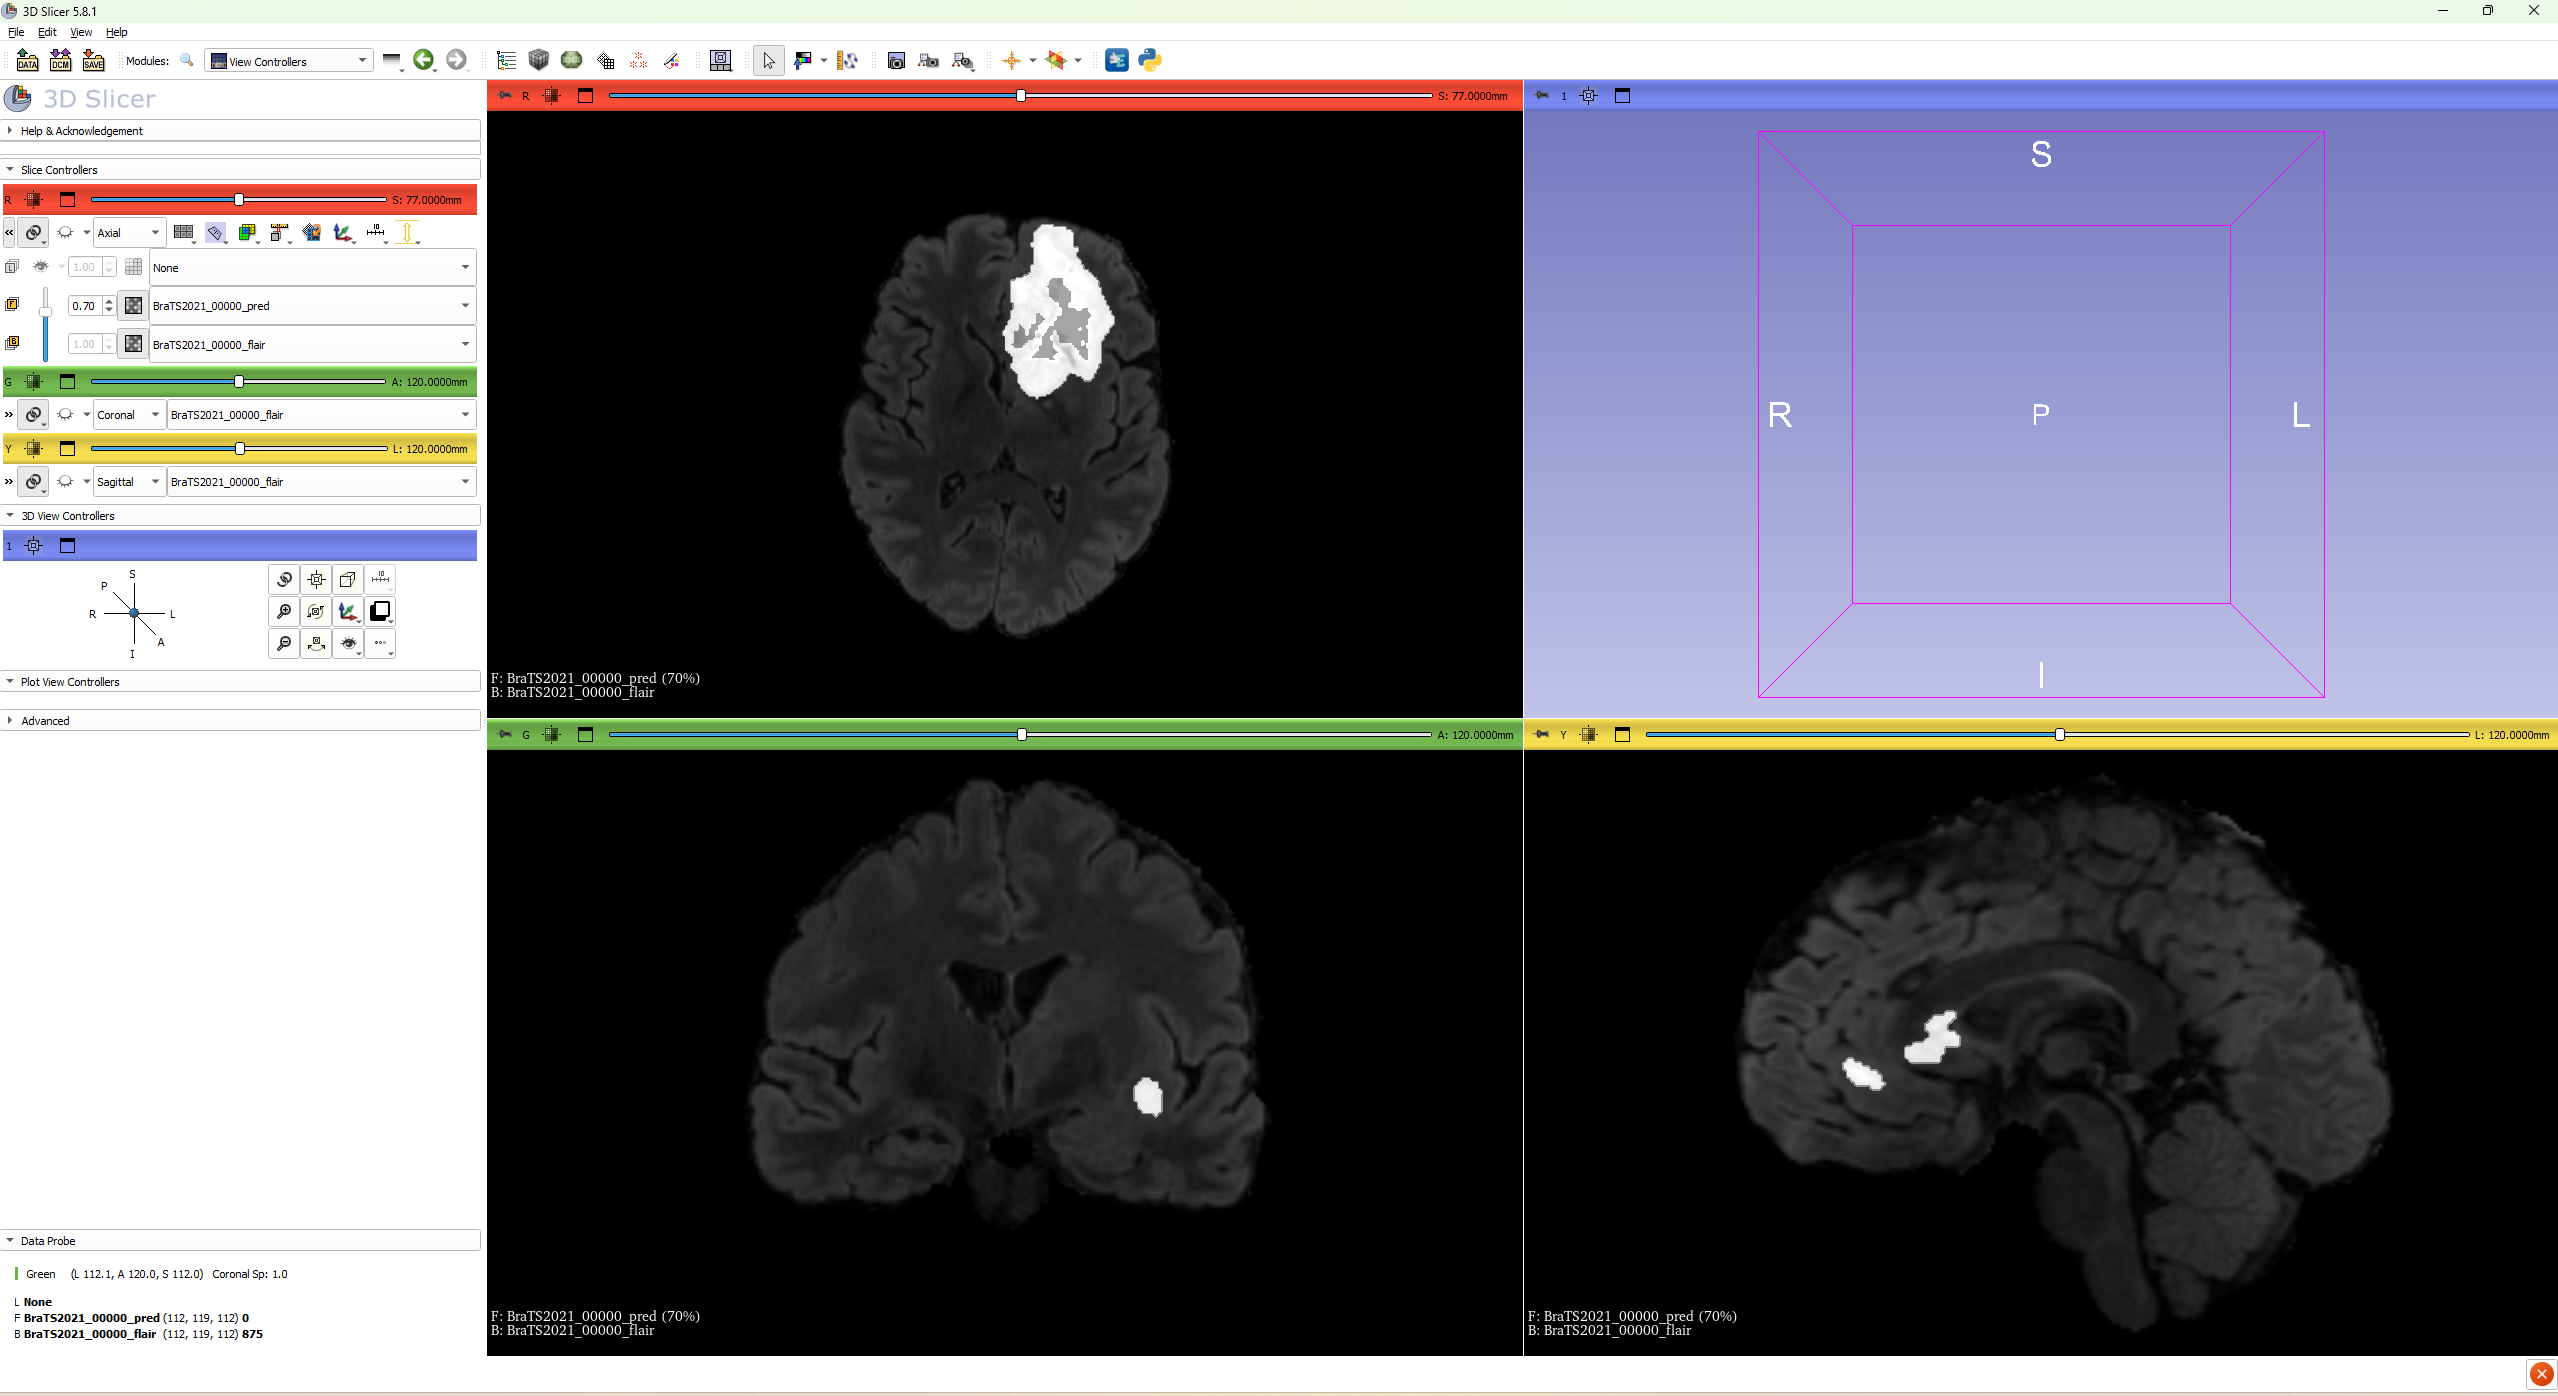 3D Slicer 5.8.1
File Edit View Help
DATA DCM SAVE Modules: View Controllers
3D Slicer
Help & Acknowledgement
Slice Controllers
R S: 77.0000mm
Axial
1.00 None
F 0.70 BraTS2021_00000_pred
B 1.00 BraTS2021_00000_flair
G A: 120.0000mm
Coronal BraTS2021_00000_flair
Y L: 120.0000mm
Sagittal BraTS2021_00000_flair
3D View Controllers
1
S
P
R L
A
I
Plot View Controllers
Advanced
Data Probe
Green (L 112.1, A 120.0, S 112.0) Coronal Sp: 1.0
L None
F BraTS2021_00000_pred (112, 119, 112) 0
B BraTS2021_00000_flair (112, 119, 112) 875
R S: 77.0000mm
F: BraTS2021_00000_pred (70%)
B: BraTS2021_00000_flair
1
S
R P L
I
G A: 120.0000mm
F: BraTS2021_00000_pred (70%)
B: BraTS2021_00000_flair
Y L: 120.0000mm
F: BraTS2021_00000_pred (70%)
B: BraTS2021_00000_flair